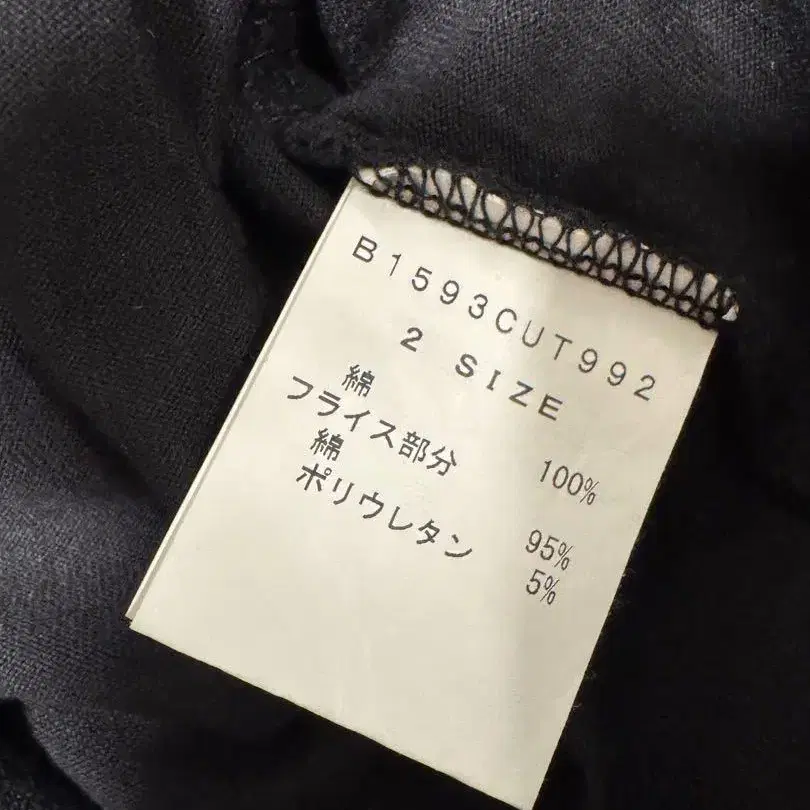 B1593CUT992
2 SIZE
綿 100%
フライス部分
綿 95%
ポリウレタン 5%